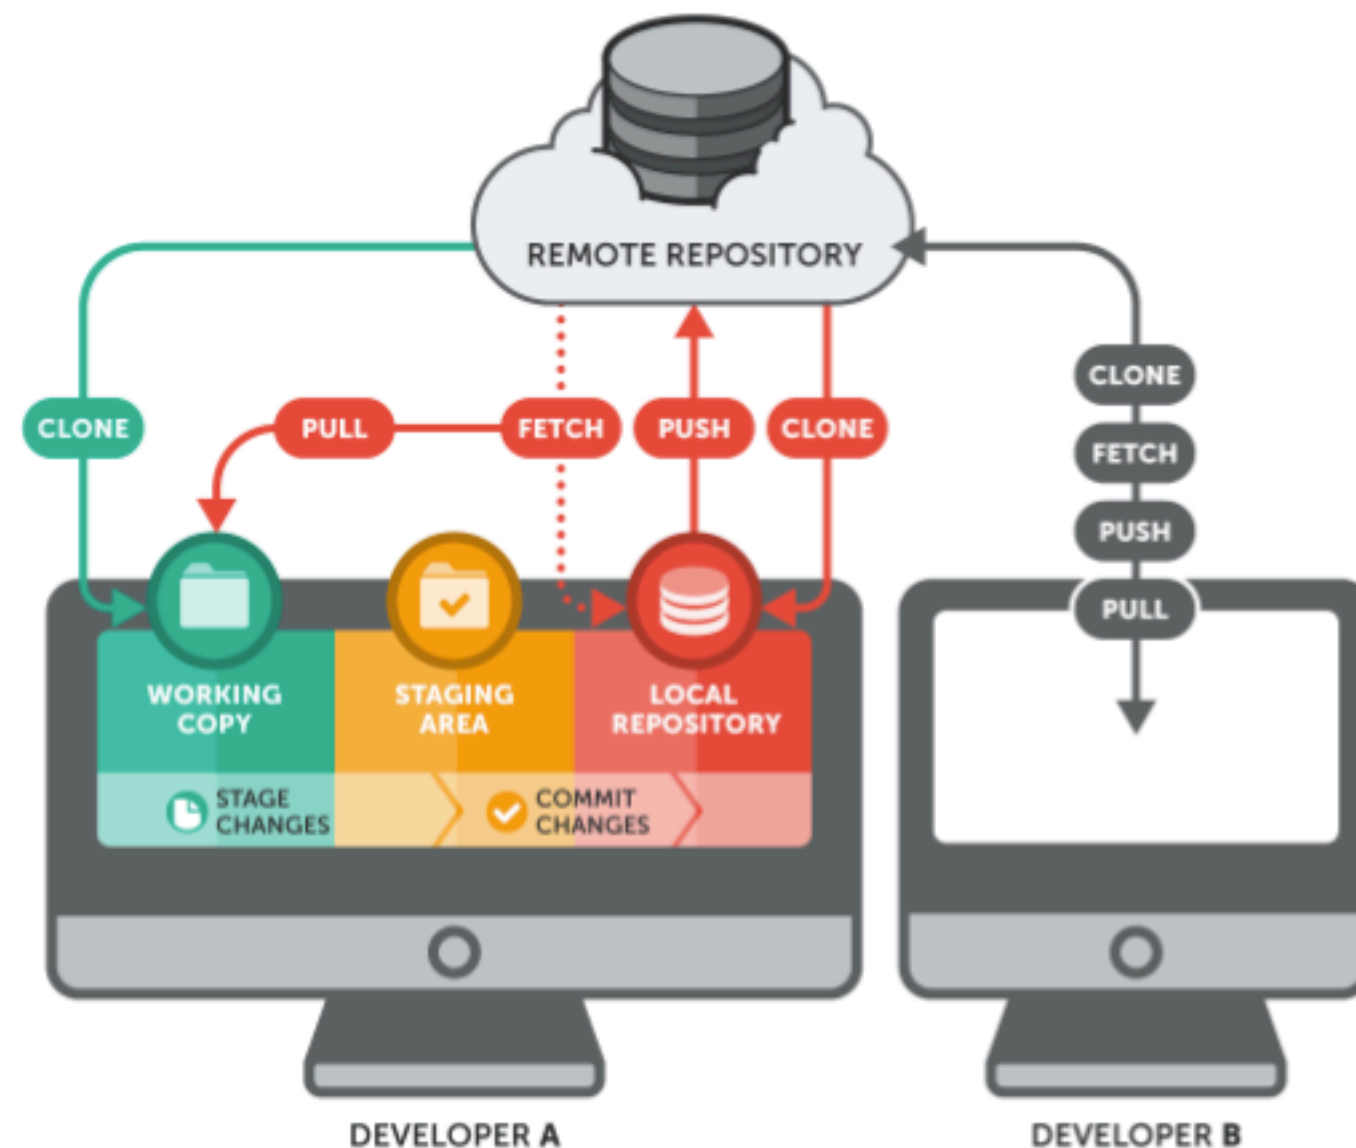 REMOTE REPOSITORY
CLONE
PULL
FETCH
PUSH
CLONE
CLONE
FETCH
PUSH
PULL
WORKING
COPY
STAGING
AREA
LOCAL
REPOSITORY
STAGE
CHANGES
COMMIT
CHANGES
DEVELOPER A
DEVELOPER B